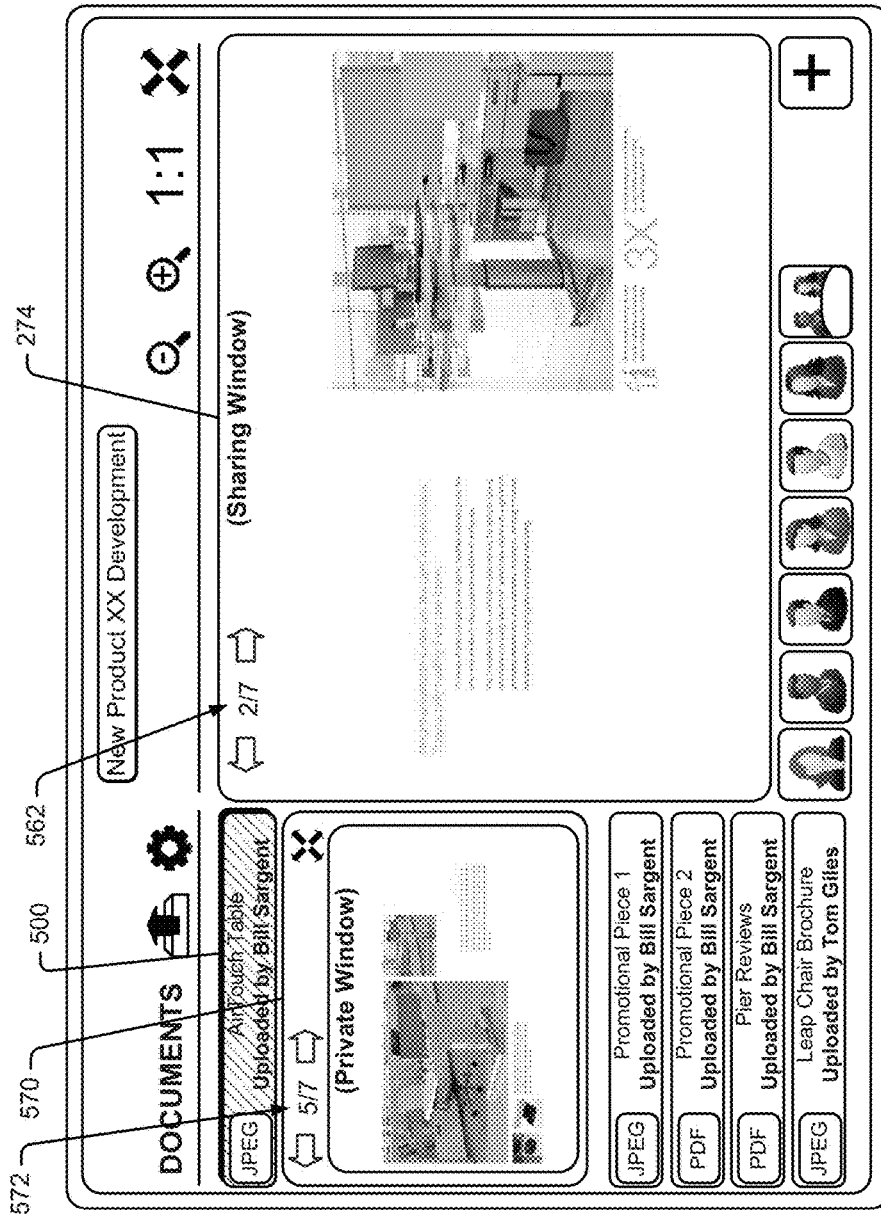 572
570
500
562
274
DOCUMENTS
New Product XX Development
1:1
JPEG
AirTouch Table
Uploaded by Bill Sargent
5/7
(Private Window)
JPEG
Promotional Piece 1
Uploaded by Bill Sargent
PDF
Promotional Piece 2
Uploaded by Bill Sargent
PDF
Pier Reviews
Uploaded by Bill Sargent
JPEG
Leap Chair Brochure
Uploaded by Tom Giles
2/7
(Sharing Window)
3X